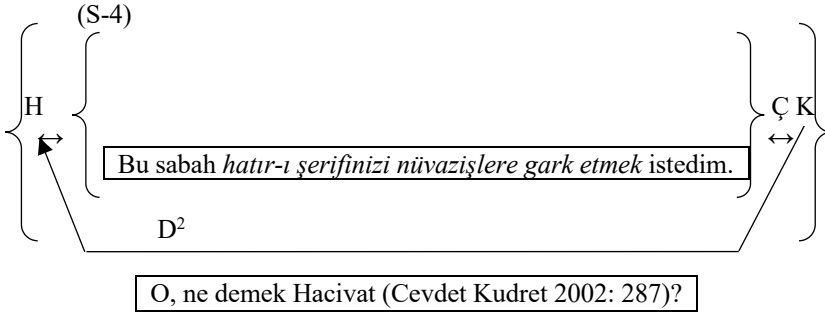 (S-4)
H ↔ Ç ↔ K
Bu sabah hatır-ı şerifinizi nüvazişlere gark etmek istedim.
D²
O, ne demek Hacivat (Cevdet Kudret 2002: 287)?